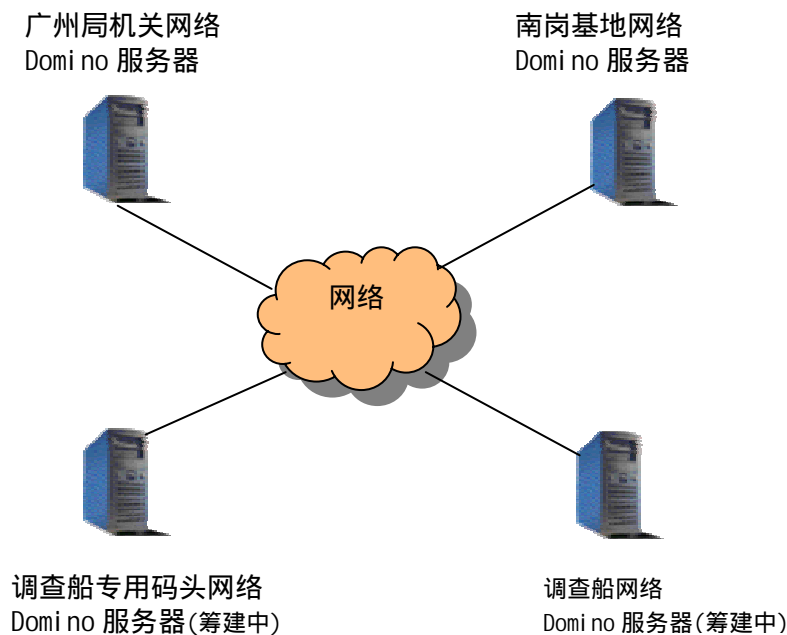 广州局机关网络
Domino 服务器
南岗基地网络
Domino 服务器
网络
调查船专用码头网络
Domino 服务器(筹建中)
调查船网络
Domino 服务器(筹建中)